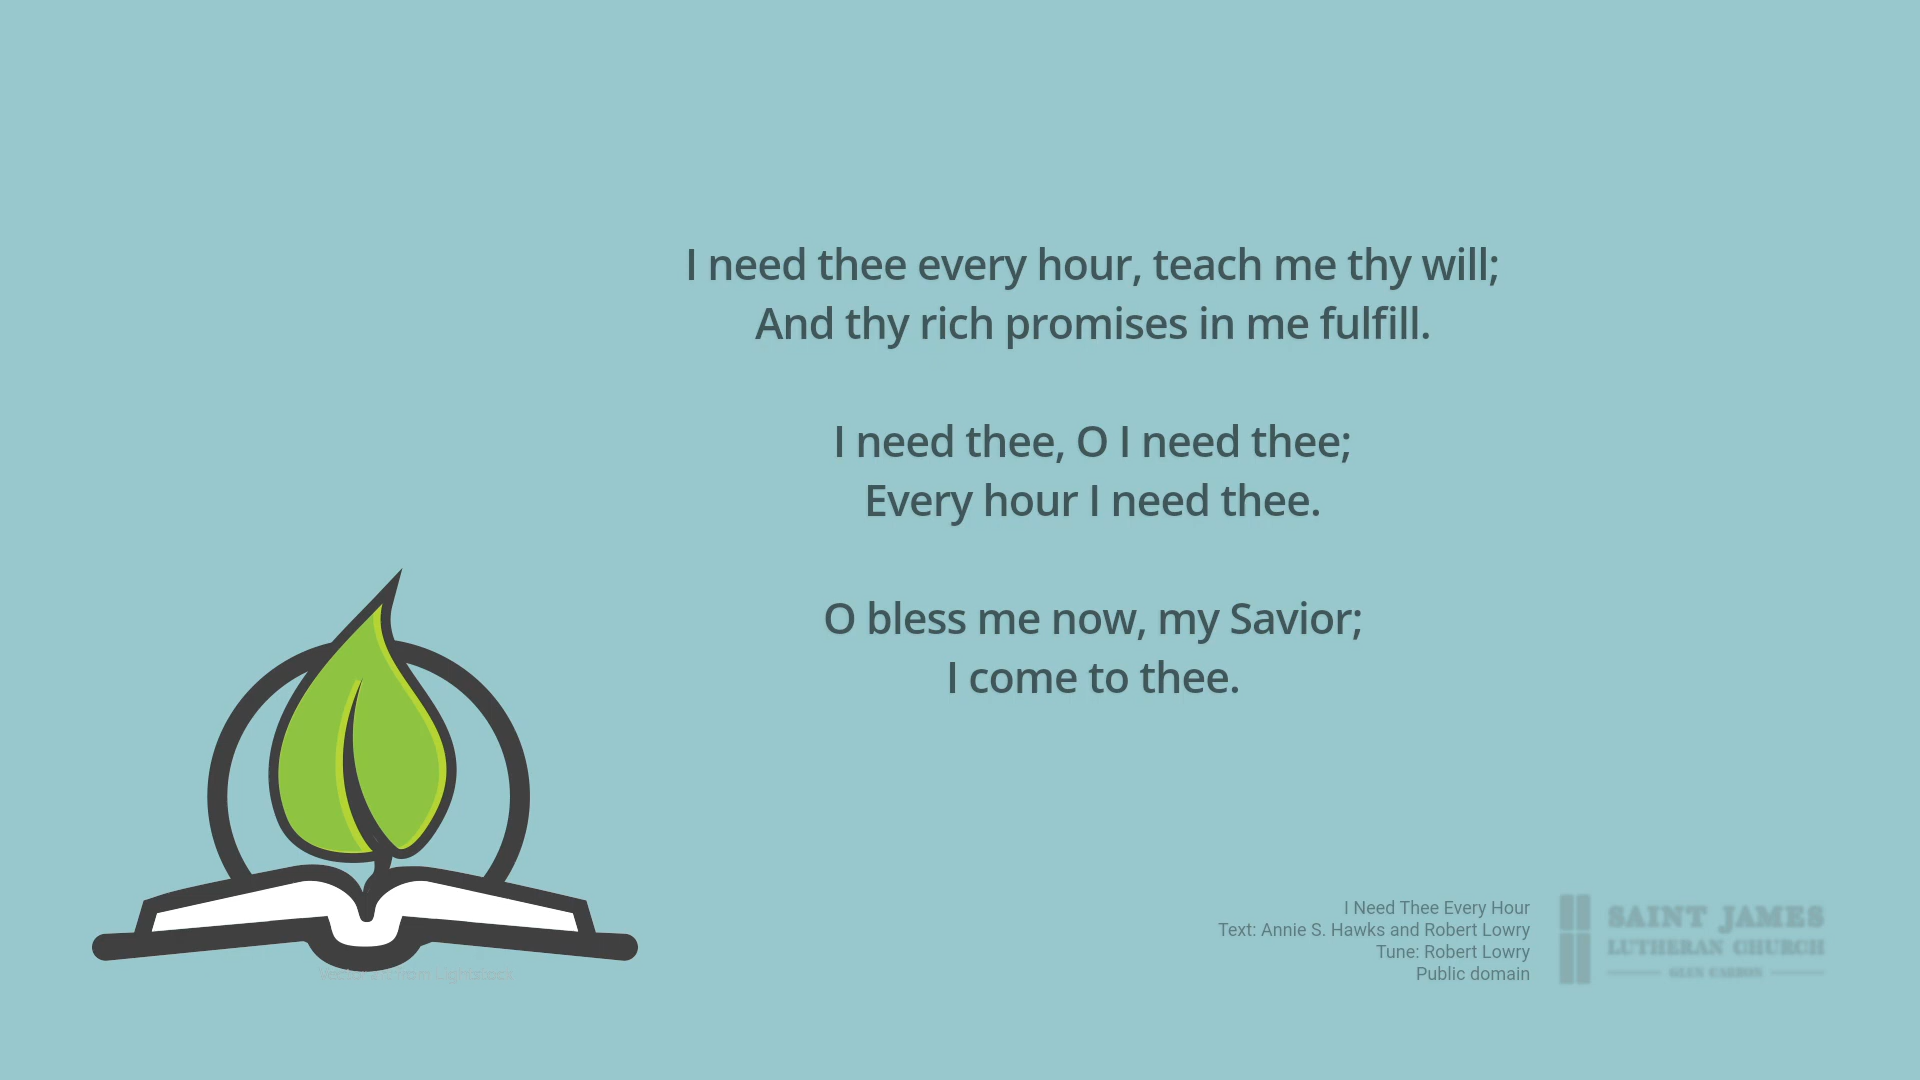 I need thee every hour, teach me thy will;
And thy rich promises in me fulfill.
I need thee, O I need thee;
Every hour I need thee.
O bless me now, my Savior;
I come to thee.
I Need Thee Every Hour
Text: Annie S. Hawks and Robert Lowry
Tune: Robert Lowry
Public domain
SAINT JAMES
LUTHERAN CHURCH
GLEN CARBON